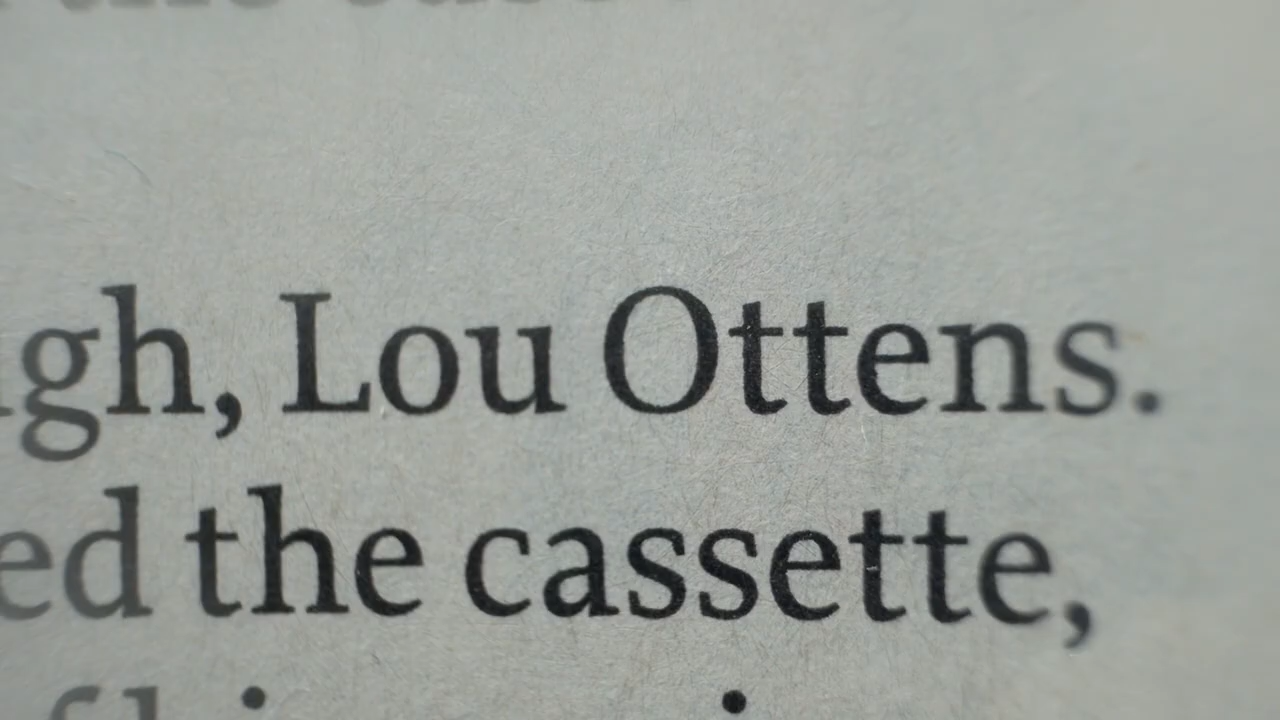 gh, Lou Ottens.
ed the cassette,